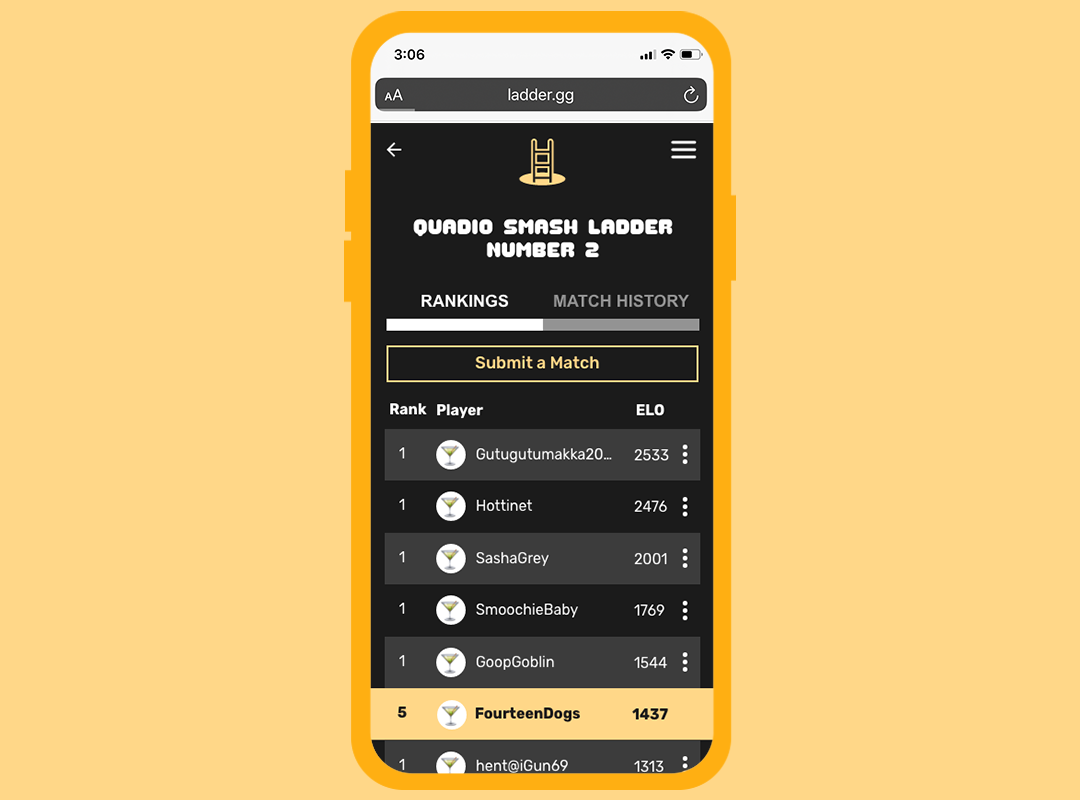 3:06
AA
ladder.gg
QUADIO SMASH LADDER
NUMBER 2
RANKINGS MATCH HISTORY
Submit a Match
Rank Player ELO
1 Gutugutumakka20... 2533
1 Hottinet 2476
1 SashaGrey 2001
1 SmoochieBaby 1769
1 GoopGoblin 1544
5 FourteenDogs 1437
1 hent@iGun69 1313